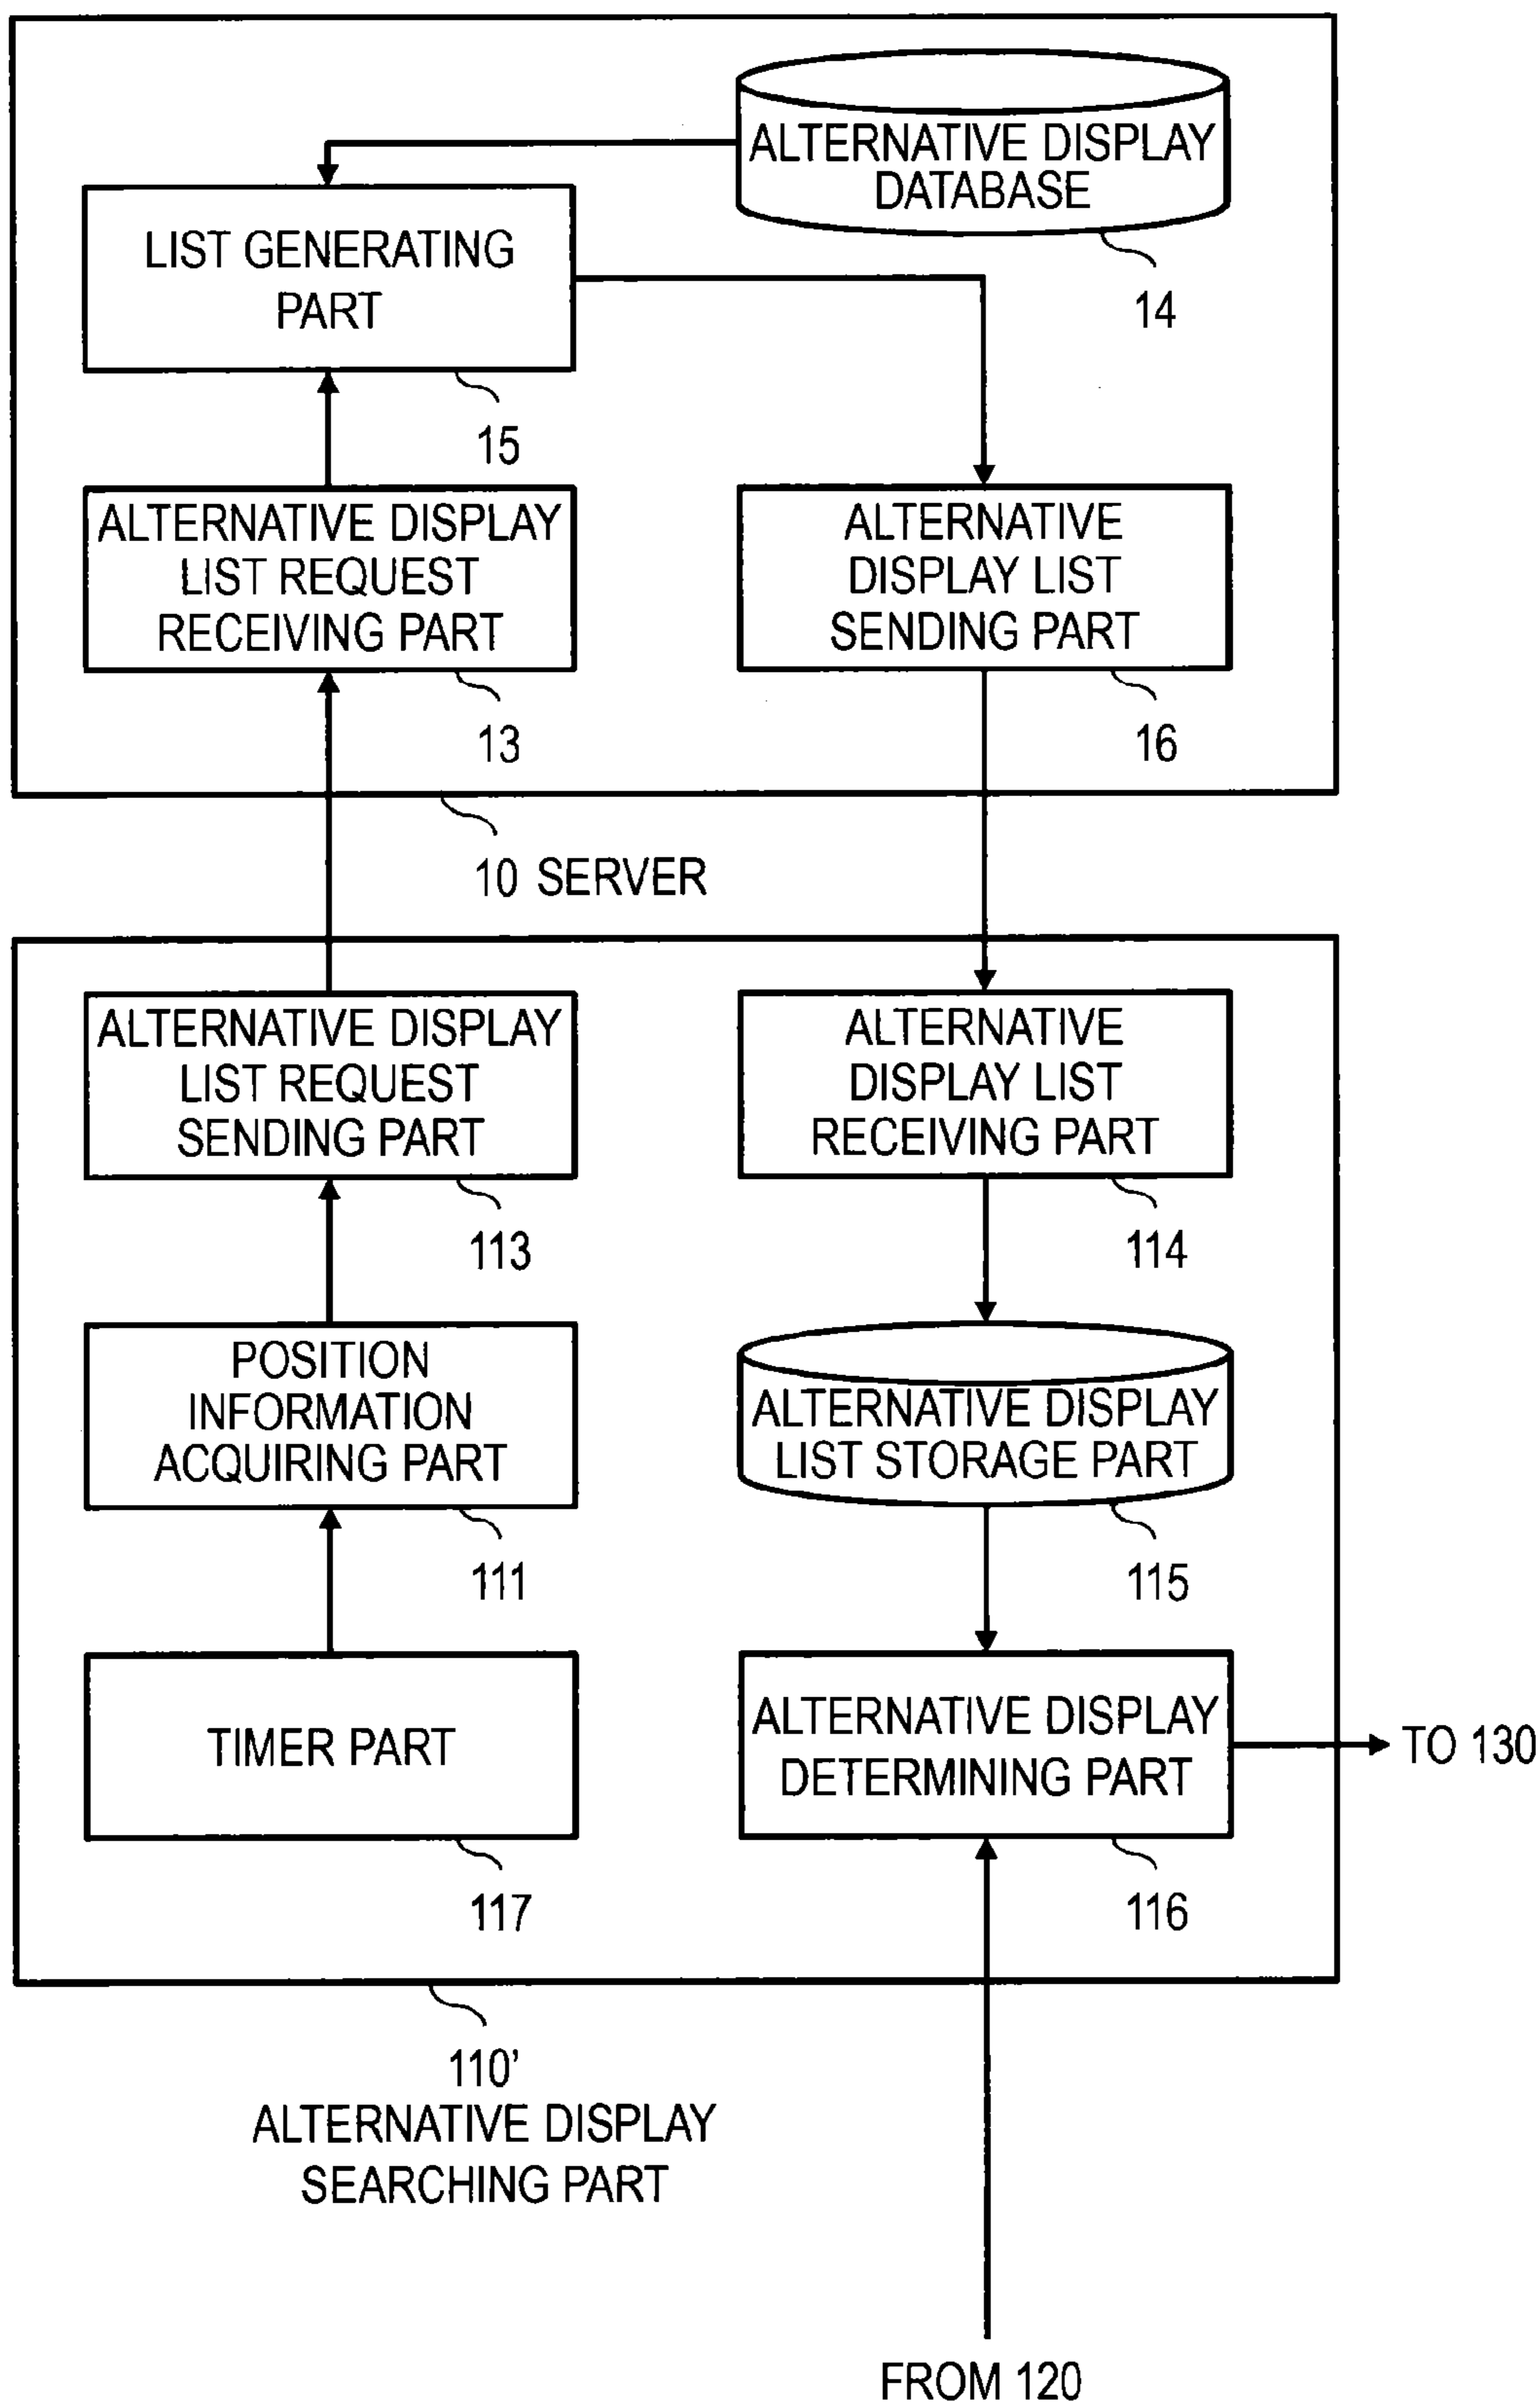 ALTERNATIVE DISPLAY
DATABASE
14
LIST GENERATING
PART
15
ALTERNATIVE DISPLAY
LIST REQUEST
RECEIVING PART
13
ALTERNATIVE
DISPLAY LIST
SENDING PART
16
10 SERVER
ALTERNATIVE DISPLAY
LIST REQUEST
SENDING PART
113
ALTERNATIVE
DISPLAY LIST
RECEIVING PART
114
POSITION
INFORMATION
ACQUIRING PART
111
ALTERNATIVE DISPLAY
LIST STORAGE PART
115
TIMER PART
117
ALTERNATIVE DISPLAY
DETERMINING PART
116
TO 130
110'
ALTERNATIVE DISPLAY
SEARCHING PART
FROM 120